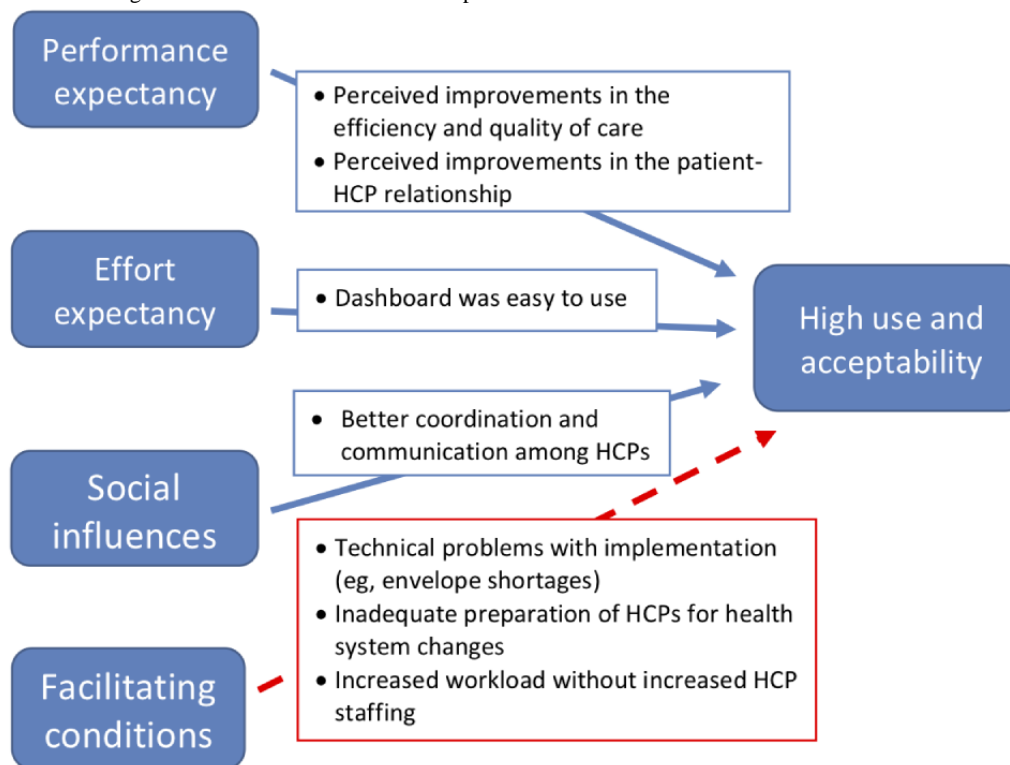 Performance
expectancy
• Perceived improvements in the
efficiency and quality of care
• Perceived improvements in the patient-
HCP relationship
Effort
expectancy
• Dashboard was easy to use
High use and
acceptability
• Better coordination and
communication among HCPs
Social
influences
• Technical problems with implementation
(eg, envelope shortages)
• Inadequate preparation of HCPs for health
system changes
• Increased workload without increased HCP
staffing
Facilitating
conditions